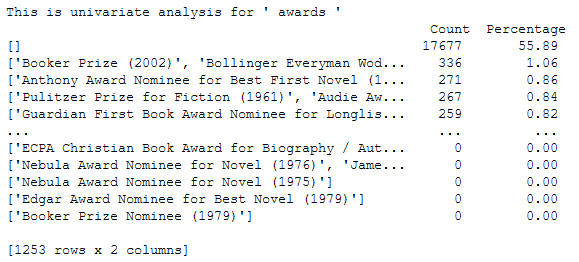 This is univariate analysis for ' awards '
Count Percentage
[] 17677 55.89
['Booker Prize (2002)', 'Bollinger Everyman Wod... 336 1.06
['Anthony Award Nominee for Best First Novel (1... 271 0.86
['Pulitzer Prize for Fiction (1961)', 'Audie Aw... 267 0.84
['Guardian First Book Award Nominee for Longlis... 259 0.82
... ... ...
['ECPA Christian Book Award for Biography / Aut... 0 0.00
['Nebula Award Nominee for Novel (1976)', 'Jame... 0 0.00
['Nebula Award Nominee for Novel (1975)'] 0 0.00
['Edgar Award Nominee for Best Novel (1979)'] 0 0.00
['Booker Prize Nominee (1979)'] 0 0.00
[1253 rows x 2 columns]